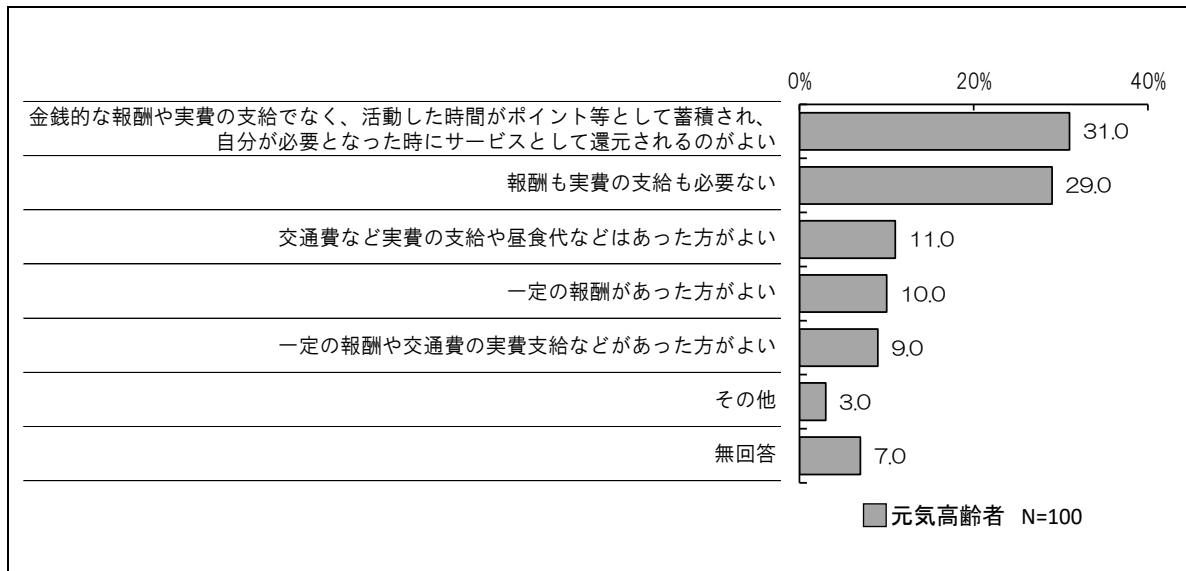 0% 20% 40%
金銭的な報酬や実費の支給でなく、活動した時間がポイント等として蓄積され、
自分が必要となった時にサービスとして還元されるのがよい 31.0
報酬も実費の支給も必要ない 29.0
交通費など実費の支給や昼食代などはあった方がよい 11.0
一定の報酬があった方がよい 10.0
一定の報酬や交通費の実費支給などがあった方がよい 9.0
その他 3.0
無回答 7.0
元気高齢者 N=100